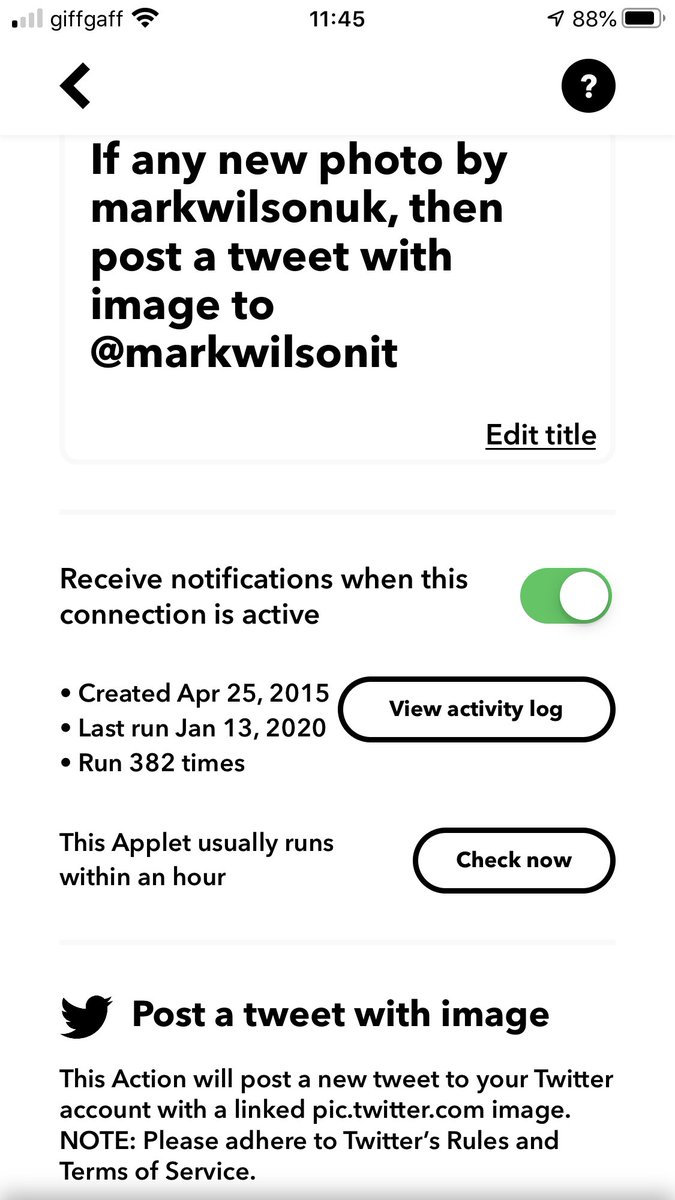 giffgaff 11:45 88%
?
If any new photo by
markwilsonuk, then
post a tweet with
image to
@markwilsonit
Edit title
Receive notifications when this
connection is active
• Created Apr 25, 2015
• Last run Jan 13, 2020
• Run 382 times
View activity log
This Applet usually runs
within an hour
Check now
Post a tweet with image
This Action will post a new tweet to your Twitter
account with a linked pic.twitter.com image.
NOTE: Please adhere to Twitter’s Rules and
Terms of Service.